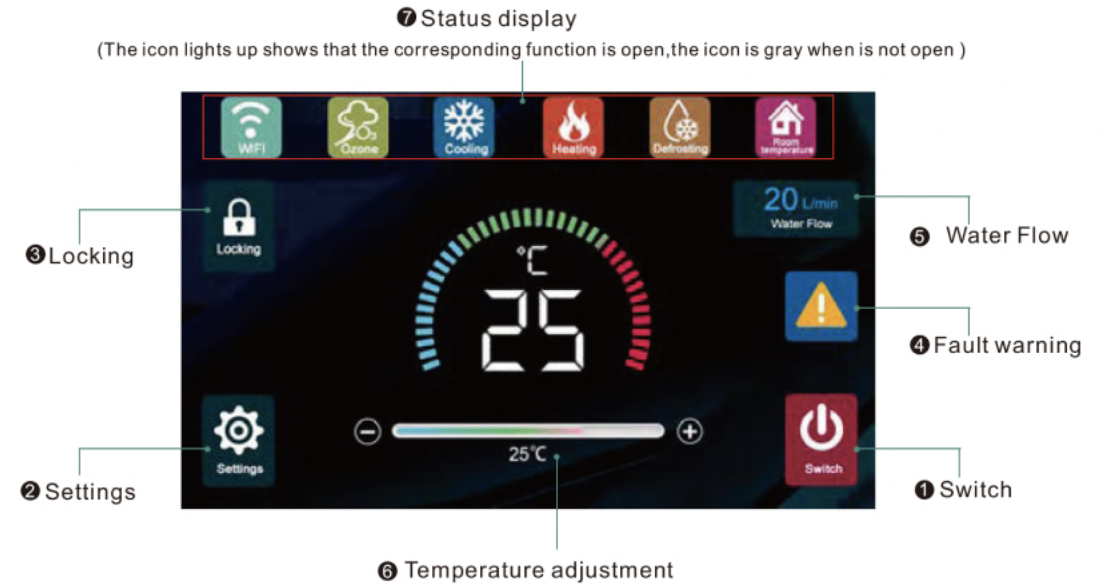 ❼Status display
(The icon lights up shows that the corresponding function is open,the icon is gray when is not open )
WIFI
O₃
Ozone
Cooling
Heating
Defrosting
Room
temperature
Locking
20 L/min
Water Flow
❸Locking
❺ Water Flow
°C
25
❹Fault warning
Settings
25℃
Switch
❷Settings
❶Switch
❻ Temperature adjustment